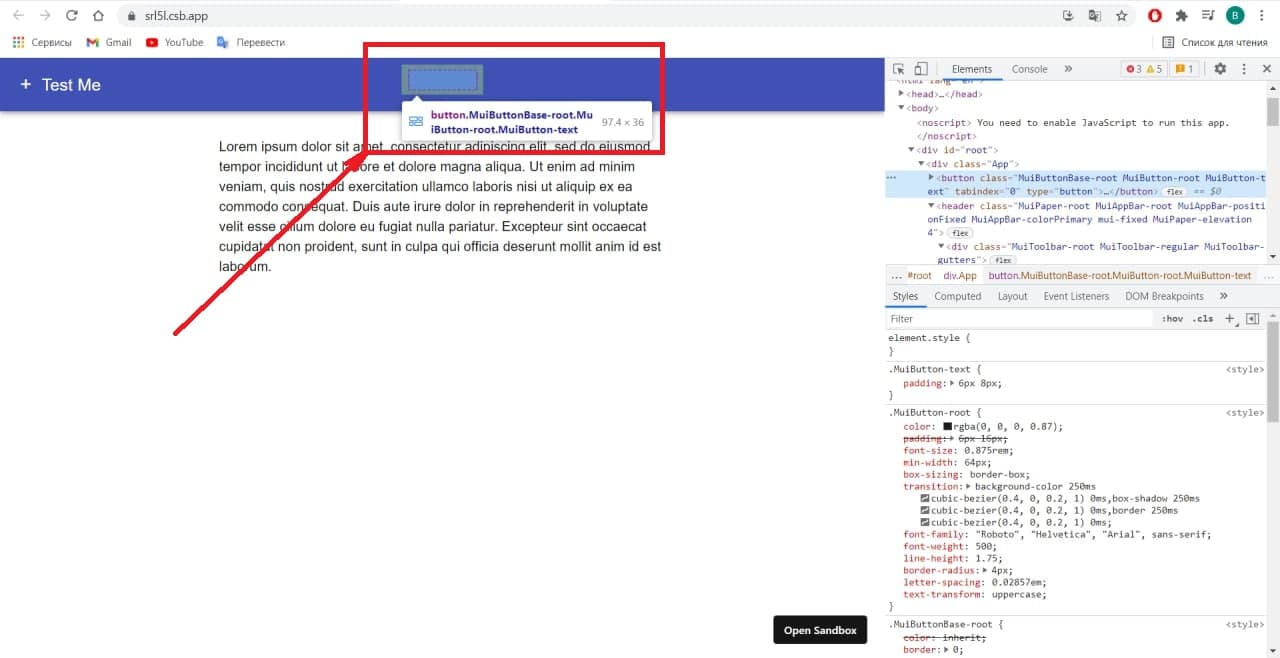 srl5l.csb.app
B
Сервисы Gmail YouTube Перевести
Список для чтения
+ Test Me
button.MuiButtonBase-root.Mu
iButton-root.MuiButton-text
97.4 × 36
Lorem ipsum dolor sit amet, consectetur adipiscing elit, sed do eiusmod
tempor incididunt ut labore et dolore magna aliqua. Ut enim ad minim
veniam, quis nostrud exercitation ullamco laboris nisi ut aliquip ex ea
commodo consequat. Duis aute irure dolor in reprehenderit in voluptate
velit esse cillum dolore eu fugiat nulla pariatur. Excepteur sint occaecat
cupidatat non proident, sunt in culpa qui officia deserunt mollit anim id est
laborum.
Open Sandbox
Elements Console » 3 5 1
<html lang="en">
<head>…</head>
<body>
<noscript> You need to enable JavaScript to run this app.
</noscript>
<div id="root">
<div class="App">
<button class="MuiButtonBase-root MuiButton-root MuiButton-t
ext" tabindex="0" type="button">…</button> flex == $0
<header class="MuiPaper-root MuiAppBar-root MuiAppBar-positi
onFixed MuiAppBar-colorPrimary mui-fixed MuiPaper-elevation
4"> flex
<div class="MuiToolbar-root MuiToolbar-regular MuiToolbar-
gutters"> flex
… #root div.App button.MuiButtonBase-root.MuiButton-root.MuiButton-text …
Styles Computed Layout Event Listeners DOM Breakpoints »
Filter :hov .cls +
element.style {
}
.MuiButton-text { <style>
padding: 6px 8px;
}
.MuiButton-root { <style>
color: rgba(0, 0, 0, 0.87);
padding: 6px 16px;
font-size: 0.875rem;
min-width: 64px;
box-sizing: border-box;
transition: background-color 250ms
cubic-bezier(0.4, 0, 0.2, 1) 0ms,box-shadow 250ms
cubic-bezier(0.4, 0, 0.2, 1) 0ms,border 250ms
cubic-bezier(0.4, 0, 0.2, 1) 0ms;
font-family: "Roboto", "Helvetica", "Arial", sans-serif;
font-weight: 500;
line-height: 1.75;
border-radius: 4px;
letter-spacing: 0.02857em;
text-transform: uppercase;
}
.MuiButtonBase-root { <style>
color: inherit;
border: 0;